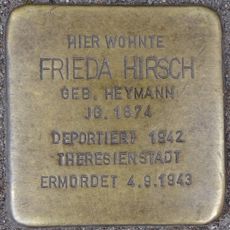 HIER WOHNTE
FRIEDA HIRSCH
GEB. HEYMANN
JG. 1874
DEPORTIERT 1942
THERESIENSTADT
ERMORDET 4.9.1943